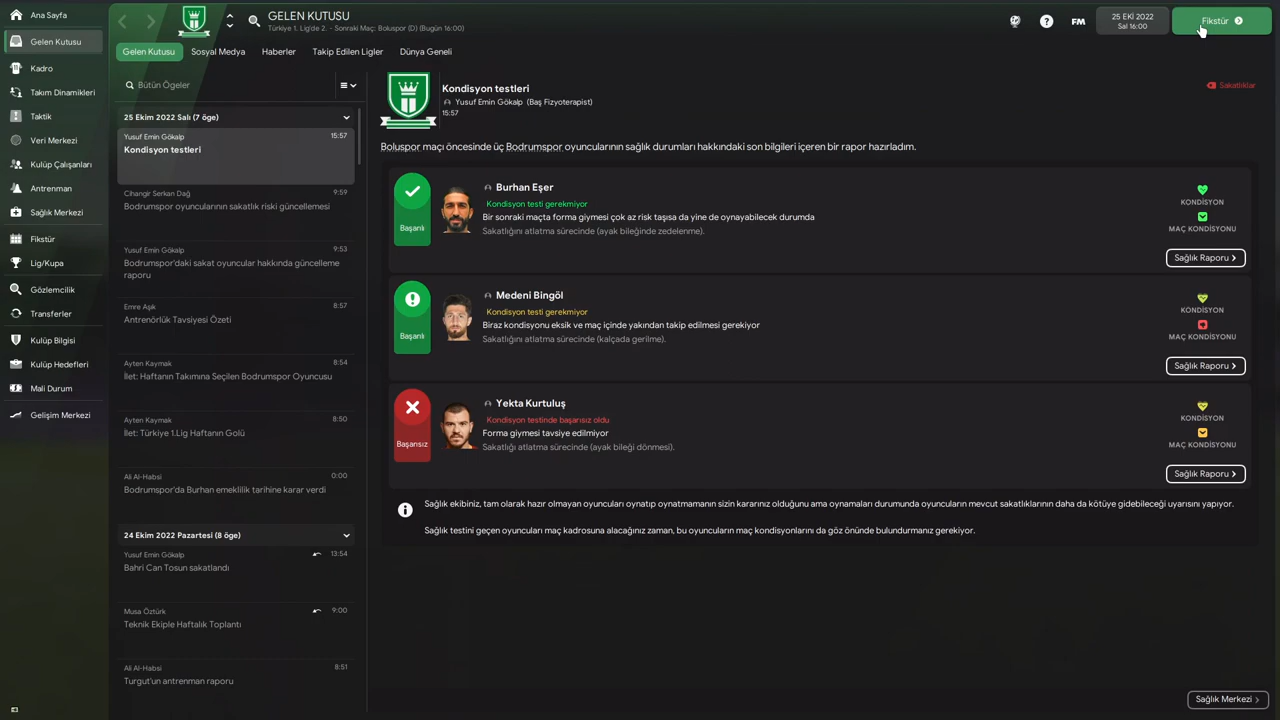 Ana Sayfa
Gelen Kutusu
Kadro
Takım Dinamikleri
Taktik
Veri Merkezi
Kulüp Çalışanları
Antrenman
Sağlık Merkezi
Fikstür
Lig/Kupa
Gözlemcilik
Transferler
Kulüp Bilgisi
Kulüp Hedefleri
Mali Durum
Gelişim Merkezi
GELEN KUTUSU
Türkiye 1. Lig'de 2. - Sonraki Maç: Boluspor (D) (Bugün 16:00)
FM
25 EKİ 2022
Sal 16:00
Fikstür
Gelen Kutusu
Sosyal Medya
Haberler
Takip Edilen Ligler
Dünya Geneli
Bütün Ögeler
25 Ekim 2022 Salı (7 öge)
Yusuf Emin Gökalp 15:57
Kondisyon testleri
Cihangir Serkan Dağ 9:59
Bodrumspor oyuncularının sakatlık riski güncellemesi
Yusuf Emin Gökalp 9:53
Bodrumspor'daki sakat oyuncular hakkında güncelleme
raporu
Emre Aşık 8:57
Antrenörlük Tavsiyesi Özeti
Ayten Kaymak 8:54
İlet: Haftanın Takımına Seçilen Bodrumspor Oyuncusu
Ayten Kaymak 8:50
İlet: Türkiye 1.Lig Haftanın Golü
Ali Al-Habsi 0:00
Bodrumspor'da Burhan emeklilik tarihine karar verdi
24 Ekim 2022 Pazartesi (8 öge)
Yusuf Emin Gökalp 13:54
Bahri Can Tosun sakatlandı
Musa Öztürk 9:00
Teknik Ekiple Haftalık Toplantı
Ali Al-Habsi 8:51
Turgut'un antrenman raporu
Kondisyon testleri
Yusuf Emin Gökalp (Baş Fizyoterapist)
15:57
Sakatlıklar
Boluspor maçı öncesinde üç Bodrumspor oyuncularının sağlık durumları hakkındaki son bilgileri içeren bir rapor hazırladım.
Başarılı
Burhan Eşer
Kondisyon testi gerekmiyor
Bir sonraki maçta forma giymesi çok az risk taşısa da yine de oynayabilecek durumda
Sakatlığını atlatma sürecinde (ayak bileğinde zedelenme).
KONDİSYON
MAÇ KONDİSYONU
Sağlık Raporu
Başarılı
Medeni Bingöl
Kondisyon testi gerekmiyor
Biraz kondisyonu eksik ve maç içinde yakından takip edilmesi gerekiyor
Sakatlığını atlatma sürecinde (kalçada gerilme).
KONDİSYON
MAÇ KONDİSYONU
Sağlık Raporu
Başarısız
Yekta Kurtuluş
Kondisyon testinde başarısız oldu
Forma giymesi tavsiye edilmiyor
Sakatlığı atlatma sürecinde (ayak bileği dönmesi).
KONDİSYON
MAÇ KONDİSYONU
Sağlık Raporu
Sağlık ekibiniz, tam olarak hazır olmayan oyuncuları oynatıp oynatmamanın sizin kararınız olduğunu ama oynamaları durumunda oyuncuların mevcut sakatlıklarının daha da kötüye gidebileceği uyarısını yapıyor.
Sağlık testini geçen oyuncuları maç kadrosuna alacağınız zaman, bu oyuncuların maç kondisyonlarını da göz önünde bulundurmanız gerekiyor.
Sağlık Merkezi